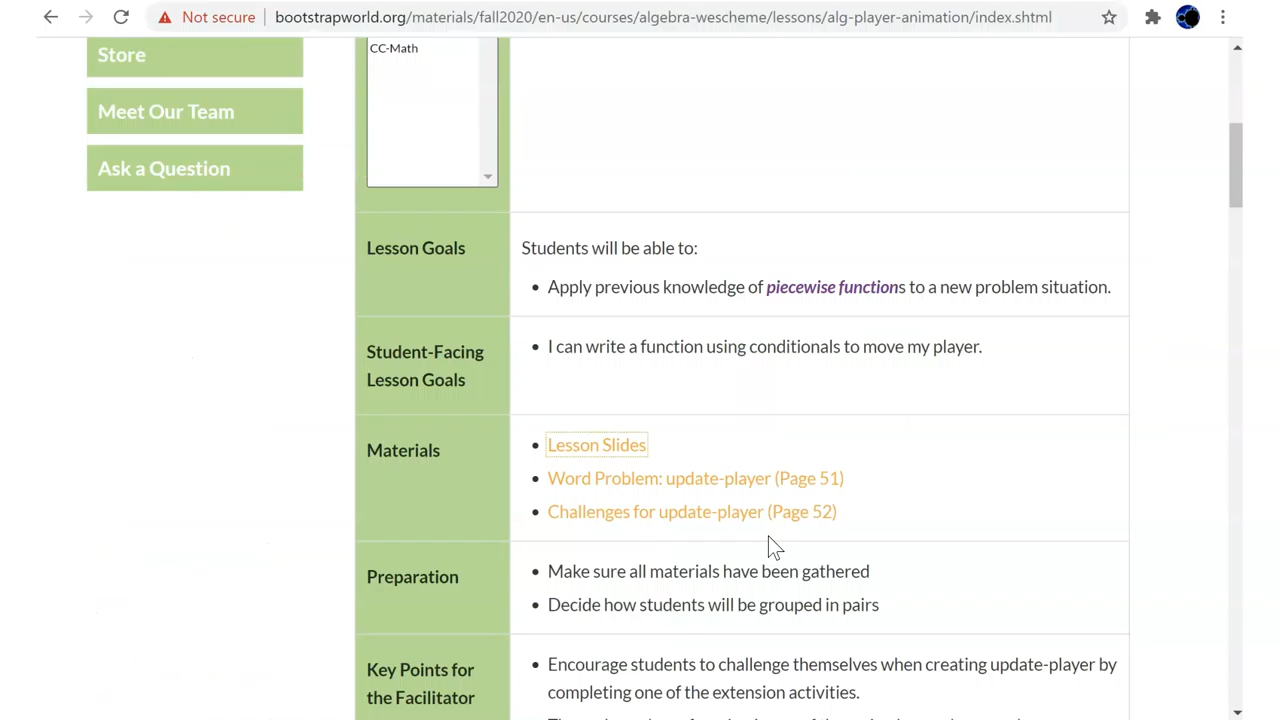 Not secure | bootstrapworld.org/materials/fall2020/en-us/courses/algebra-wescheme/lessons/alg-player-animation/index.shtml
Store
Meet Our Team
Ask a Question
CC-Math
Lesson Goals
Students will be able to:
• Apply previous knowledge of piecewise functions to a new problem situation.
Student-Facing
Lesson Goals
• I can write a function using conditionals to move my player.
Materials
• Lesson Slides
• Word Problem: update-player (Page 51)
• Challenges for update-player (Page 52)
Preparation
• Make sure all materials have been gathered
• Decide how students will be grouped in pairs
Key Points for
the Facilitator
• Encourage students to challenge themselves when creating update-player by
completing one of the extension activities.